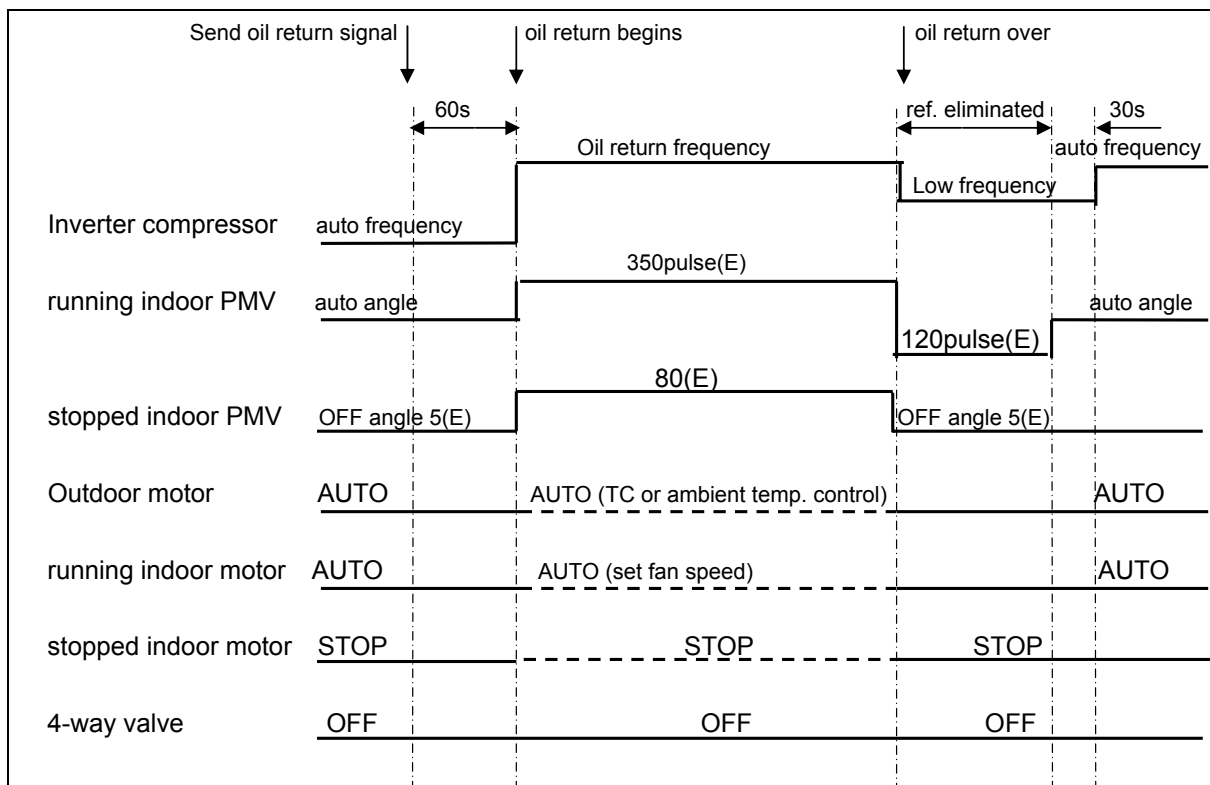 Send oil return signal oil return begins oil return over
60s ref. eliminated 30s
Oil return frequency auto frequency
Low frequency
Inverter compressor auto frequency
350pulse(E)
running indoor PMV auto angle auto angle
120pulse(E)
80(E)
stopped indoor PMV OFF angle 5(E) OFF angle 5(E)
Outdoor motor AUTO AUTO (TC or ambient temp. control) AUTO
running indoor motor AUTO AUTO (set fan speed) AUTO
stopped indoor motor STOP STOP STOP
4-way valve OFF OFF OFF